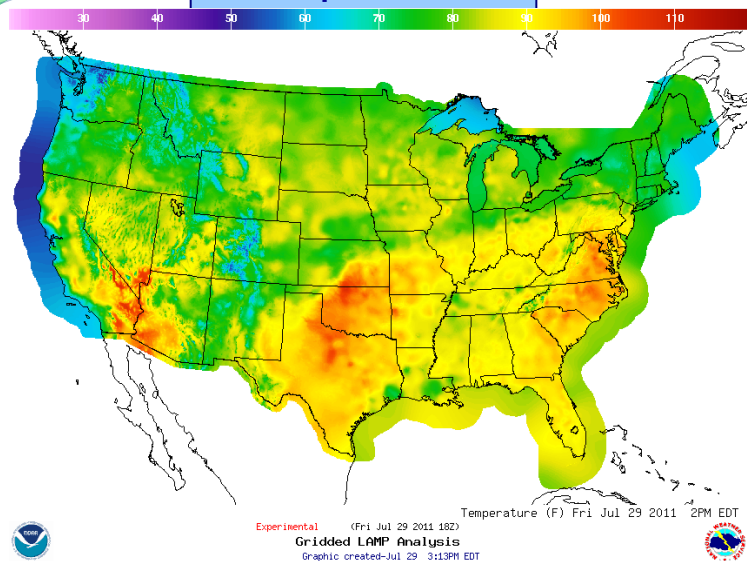 30 40 50 60 70 80 90 100 110
Temperature (F) Fri Jul 29 2011 2PM EDT
Experimental (Fri Jul 29 2011 18Z)
Gridded LAMP Analysis
Graphic created-Jul 29 3:13PM EDT
NOAA